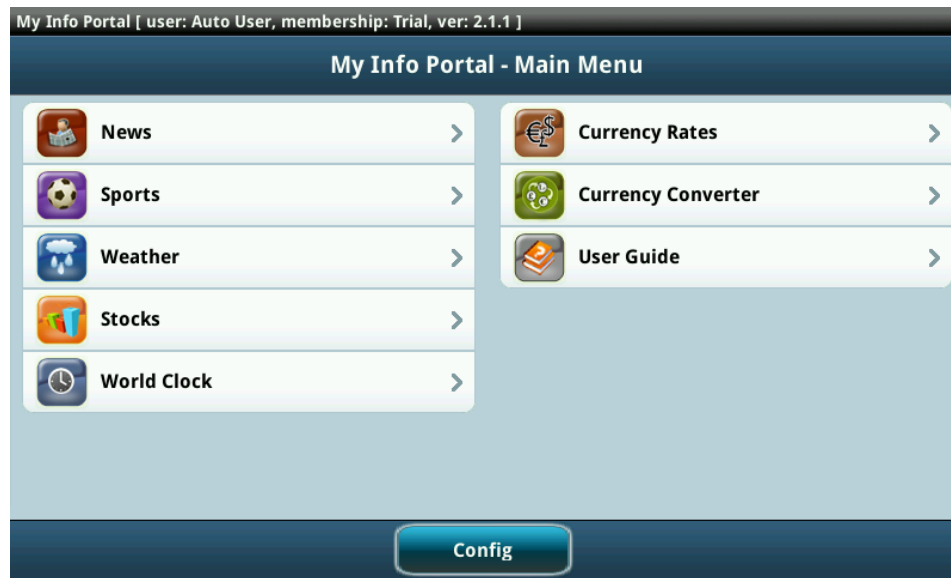 My Info Portal [ user: Auto User, membership: Trial, ver: 2.1.1 ]
My Info Portal - Main Menu
News
Sports
Weather
Stocks
World Clock
Currency Rates
Currency Converter
User Guide
Config